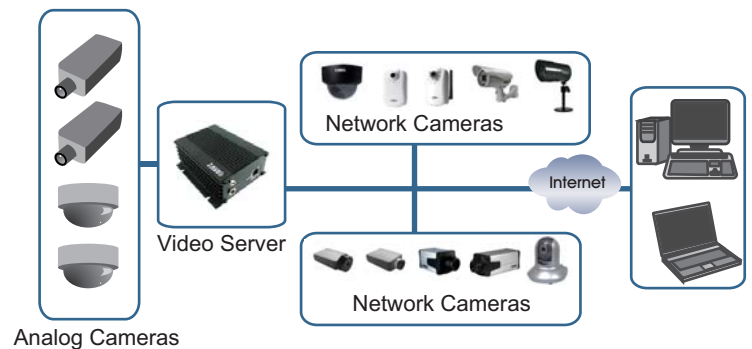 Network Cameras
Internet
Video Server
Network Cameras
Analog Cameras